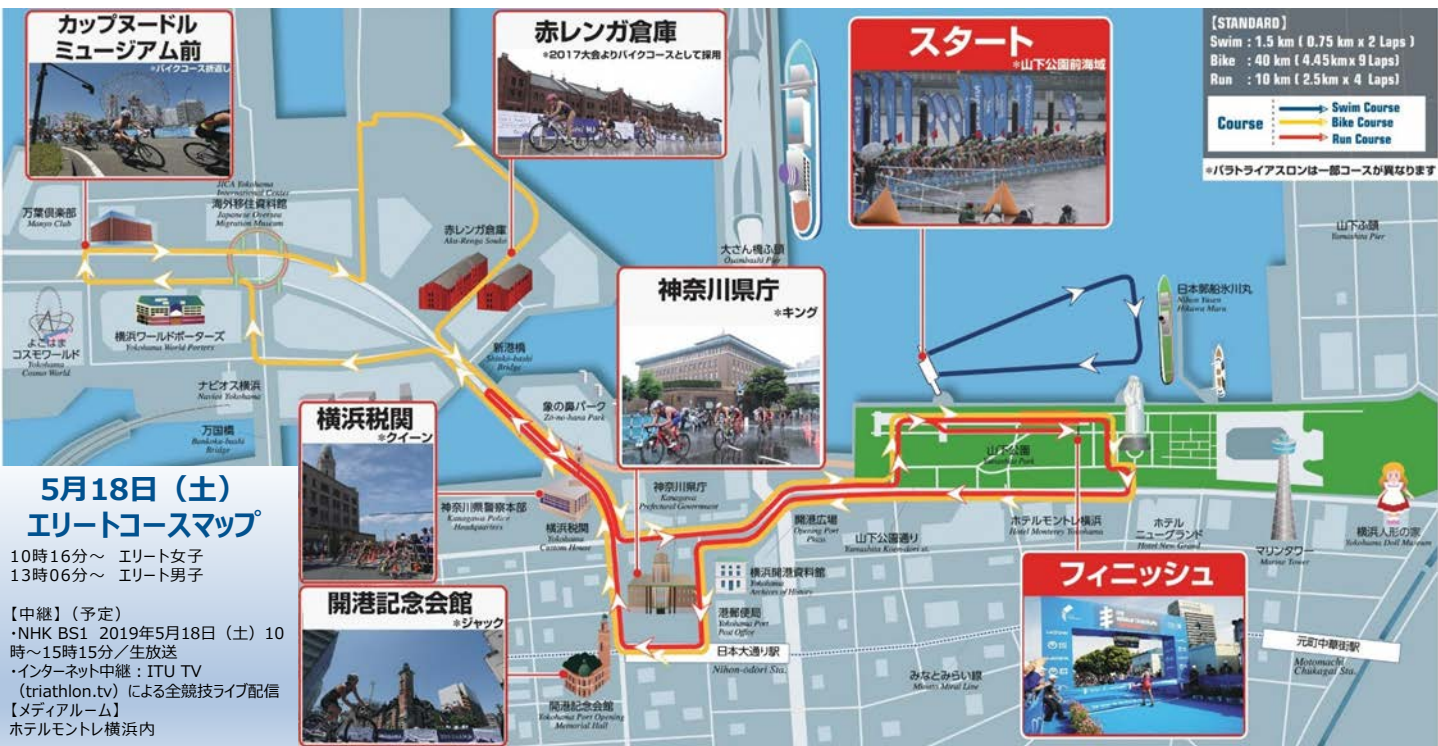 カップヌードル
ミュージアム前
*バイクコース折返し
赤レンガ倉庫
*2017大会よりバイクコースとして採用
スタート
*山下公園前海域
【STANDARD】
Swim : 1.5 km ( 0.75 km x 2 Laps )
Bike : 40 km ( 4.45km x 9 Laps)
Run : 10 km ( 2.5km x 4 Laps)
Course
Swim Course
Bike Course
Run Course
*パラトライアスロンは一部コースが異なります
万葉倶楽部
Manyo Club
JICA Yokohama
International Center
海外移住資料館
Japanese Oversea
Migration Museum
赤レンガ倉庫
Aka-Renga Souko
大さん橋ふ頭
Osambashi Pier
山下ふ頭
Yamashita Pier
日本郵船氷川丸
Nihon Yusen
Hikawa Maru
よこはま
コスモワールド
Yokohama
Cosmo World
横浜ワールドポーターズ
Yokohama World Porters
ナビオス横浜
Navios Yokohama
万国橋
Bankoku-bashi
Bridge
新港橋
Shinko-bashi
Bridge
象の鼻パーク
Zo-no-hana Park
神奈川県庁
*キング
横浜税関
*クイーン
神奈川県警察本部
Kanagawa Police
Headquarters
横浜税関
Yokohama
Custom House
神奈川県庁
Kanagawa
Prefectural Government
開港広場
Opening Port
Plaza
山下公園
Yamashita Park
山下公園通り
Yamashita Koen-dori st.
ホテルモントレ横浜
Hotel Monterey Yokohama
ホテル
ニューグランド
Hotel New Grand
マリンタワー
Marine Tower
横浜人形の家
Yokohama Doll Museum
横浜開港資料館
Yokohama
Archives of History
港郵便局
Yokohama Port
Post Office
日本大通り駅
Nihon-odori Sta.
みなとみらい線
Minato Mirai Line
元町中華街駅
Motomachi
Chukagai Sta.
開港記念会館
*ジャック
開港記念会館
Yokohama Port Opening
Memorial Hall
フィニッシュ
5月18日（土）
エリートコースマップ
10時16分～ エリート女子
13時06分～ エリート男子
【中継】（予定）
・NHK BS1 2019年5月18日（土）10
時～15時15分／生放送
・インターネット中継：ITU TV
（triathlon.tv）による全競技ライブ配信
【メディアルーム】
ホテルモントレ横浜内